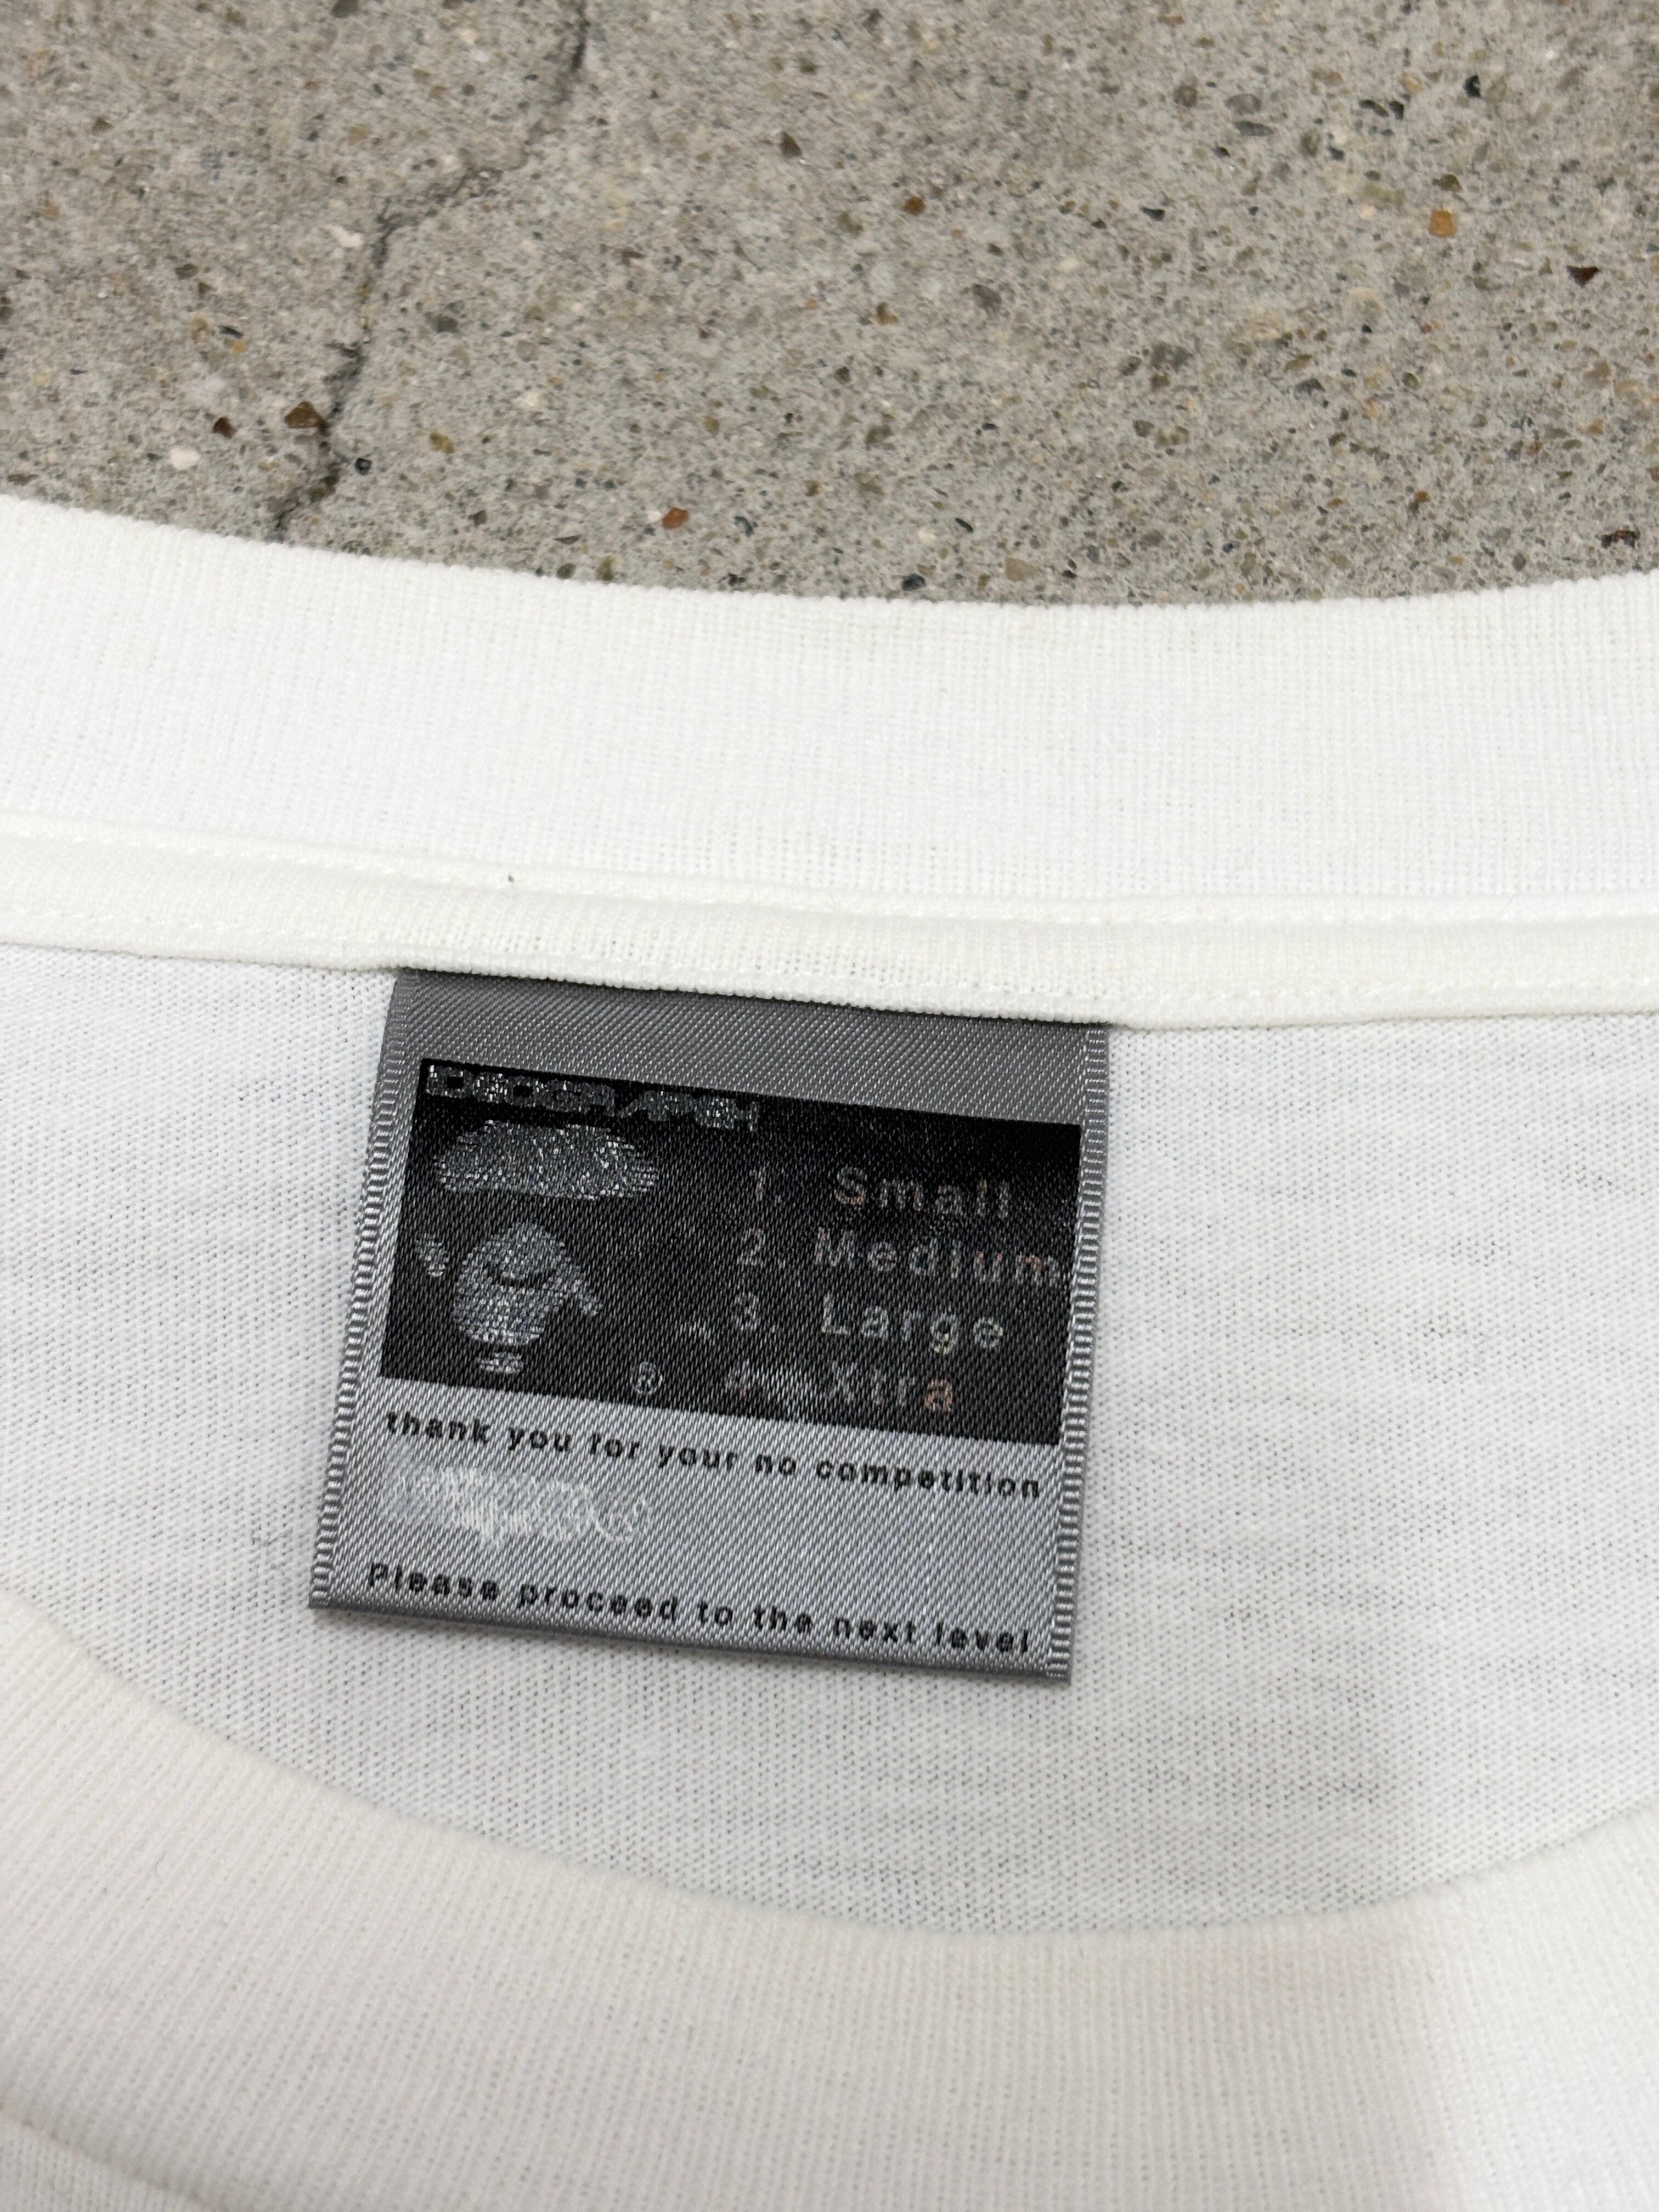 IDEOGRAPH
1. Small
2. Medium
3. Large
® 4. Xtra
thank you for your no competition
Please proceed to the next level